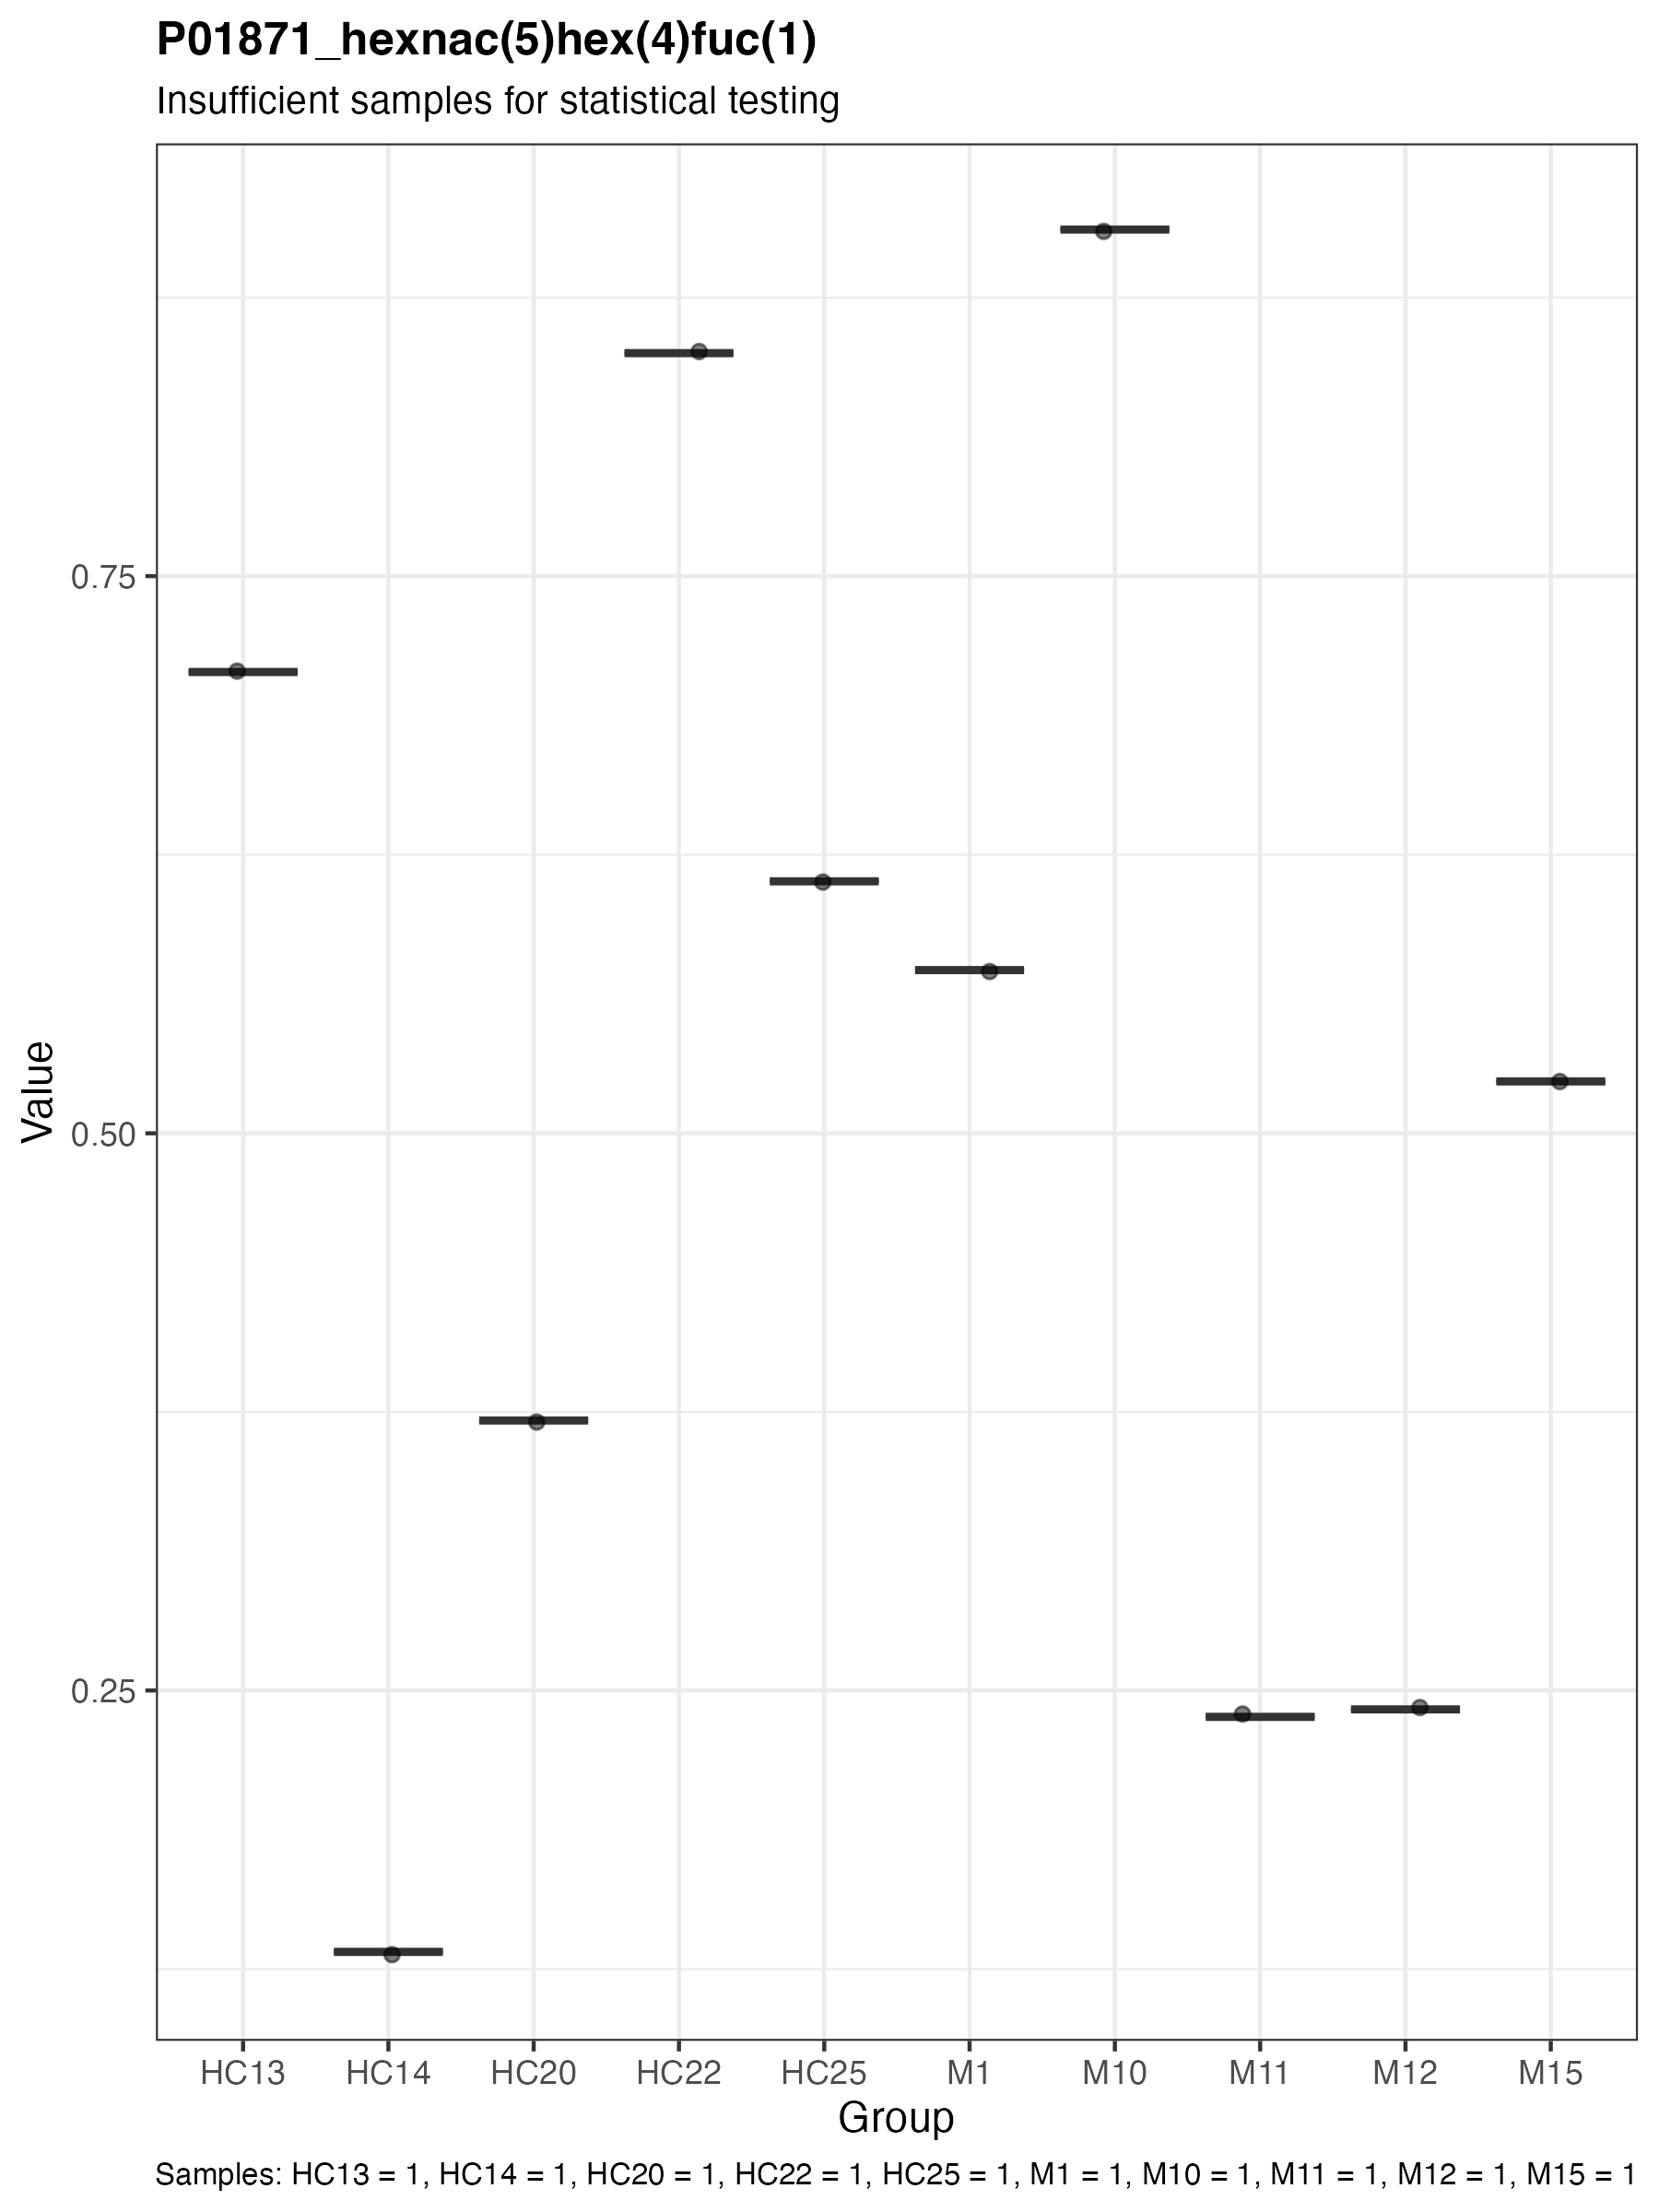 P01871_hexnac(5)hex(4)fuc(1)
Insufficient samples for statistical testing
Value
0.75
0.50
0.25
HC13 HC14 HC20 HC22 HC25 M1 M10 M11 M12 M15
Group
Samples: HC13 = 1, HC14 = 1, HC20 = 1, HC22 = 1, HC25 = 1, M1 = 1, M10 = 1, M11 = 1, M12 = 1, M15 = 1